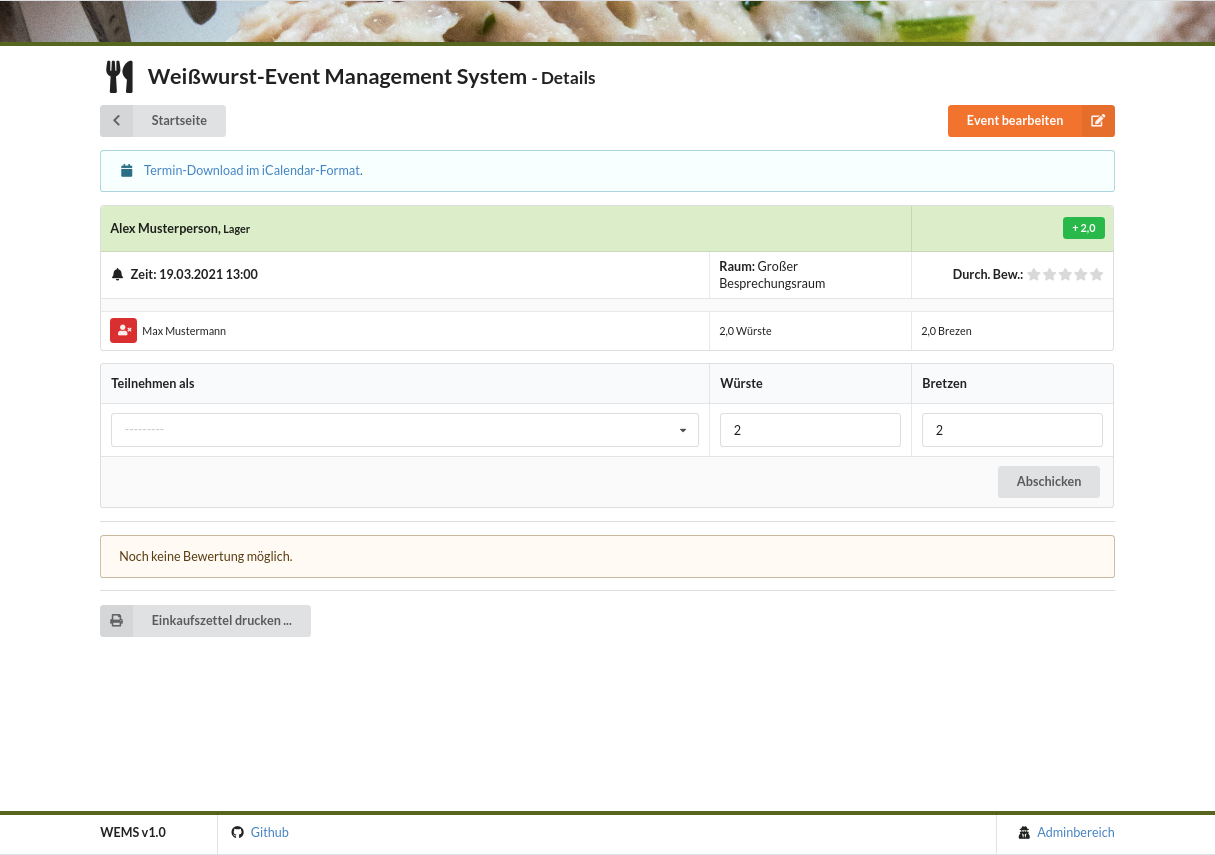 Weißwurst-Event Management System - Details
Startseite
Event bearbeiten
Termin-Download im iCalendar-Format.
Alex Musterperson, Lager
+ 2,0
Zeit: 19.03.2021 13:00
Raum: Großer
Besprechungsraum
Durch. Bew.:
Max Mustermann
2,0 Würste
2,0 Brezen
Teilnehmen als
Würste
Bretzen
---------
2
2
Abschicken
Noch keine Bewertung möglich.
Einkaufszettel drucken ...
WEMS v1.0
Github
Adminbereich